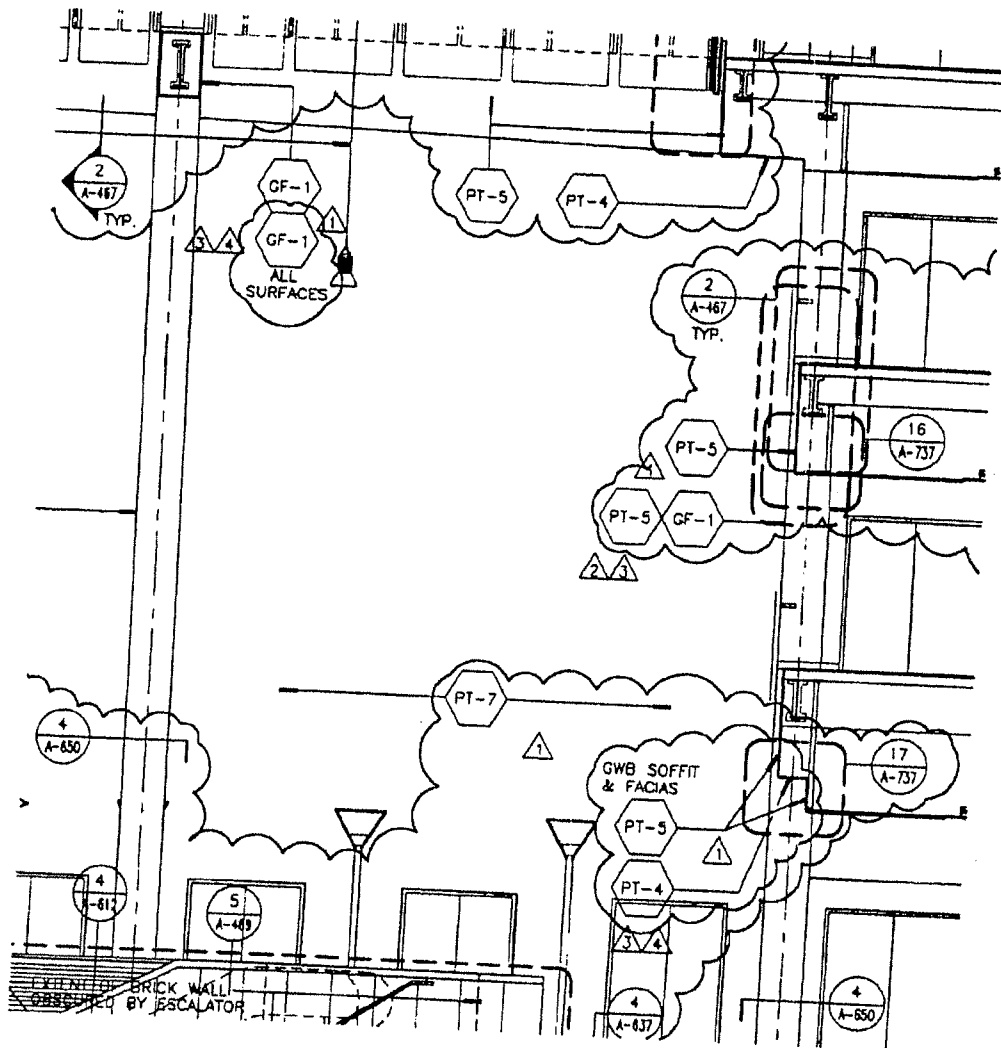 2
A-467
TYP.
GF-1
PT-5
PT-4
1
3 4
GF-1
ALL
SURFACES
2
A-467
TYP.
PT-5
16
A-737
1
PT-5 GF-1
2 3
PT-7
4
A-650
1
GWB SOFFIT
& FACIAS
17
A-737
PT-5
1
PT-4
4
A-612
5
A-469
3 4
EXTENT OF BRICK WALL
OBSCURED BY ESCALATOR
4
A-637
4
A-650